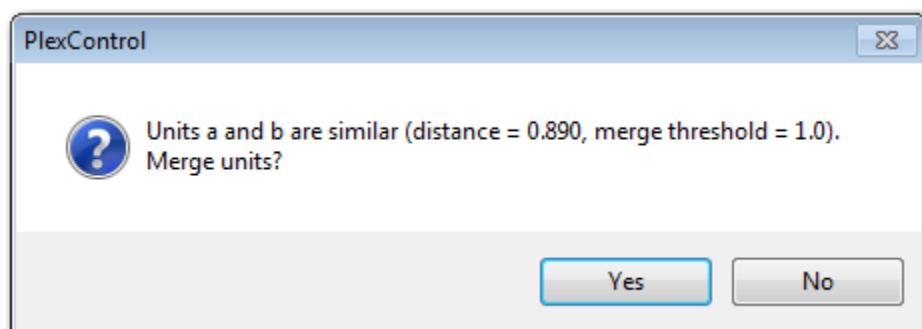 PlexControl
Units a and b are similar (distance = 0.890, merge threshold = 1.0).
Merge units?
Yes
No